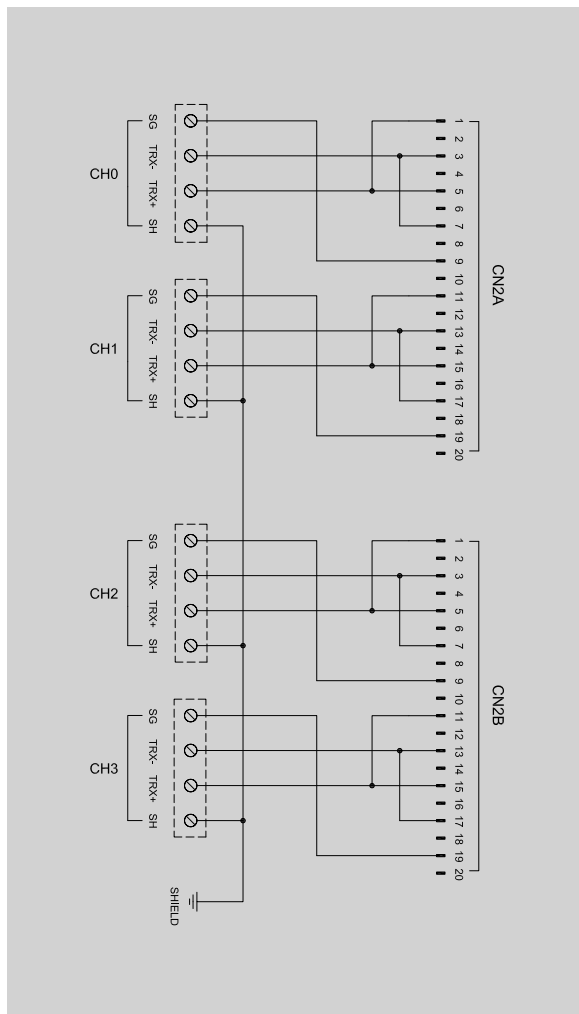 CH0
SG
TRX-
TRX+
SH
CH1
SG
TRX-
TRX+
SH
CN2A
1
2
3
4
5
6
7
8
9
10
11
12
13
14
15
16
17
18
19
20
CH2
SG
TRX-
TRX+
SH
CH3
SG
TRX-
TRX+
SH
CN2B
1
2
3
4
5
6
7
8
9
10
11
12
13
14
15
16
17
18
19
20
SHIELD